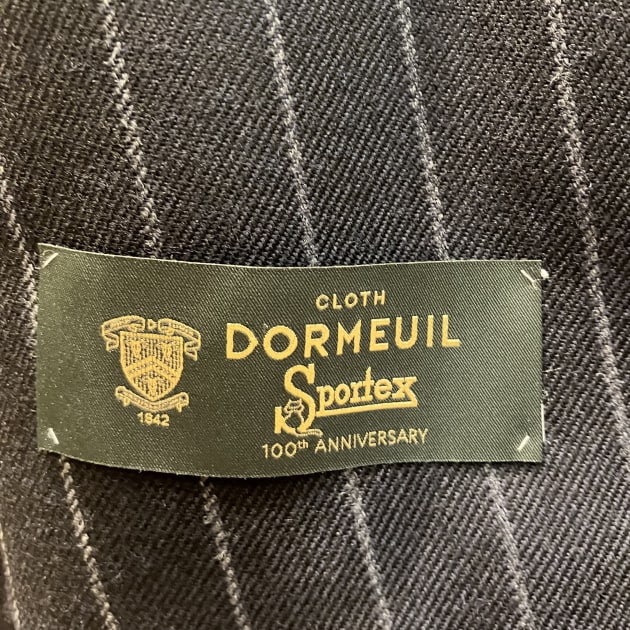 CLOTH
DORMEUIL
Sportex
100th ANNIVERSARY
1842